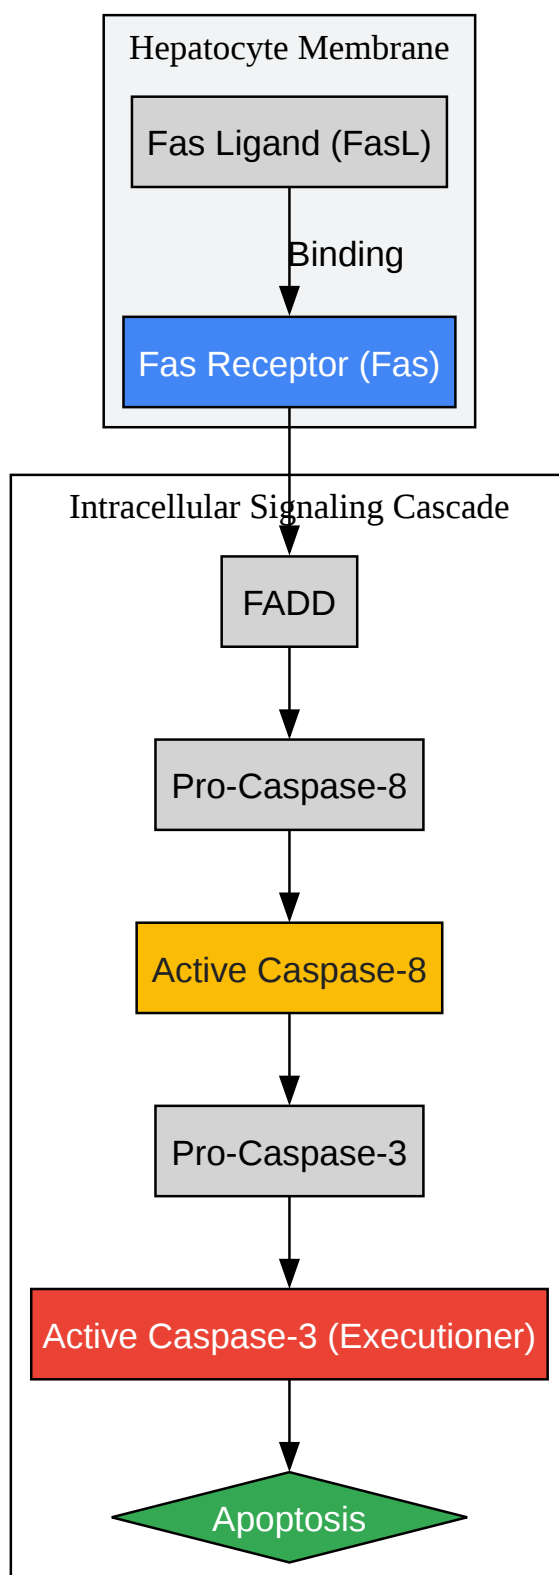 Hepatocyte Membrane
Fas Ligand (FasL)
Binding
Fas Receptor (Fas)
Intracellular Signaling Cascade
FADD
Pro-Caspase-8
Active Caspase-8
Pro-Caspase-3
Active Caspase-3 (Executioner)
Apoptosis